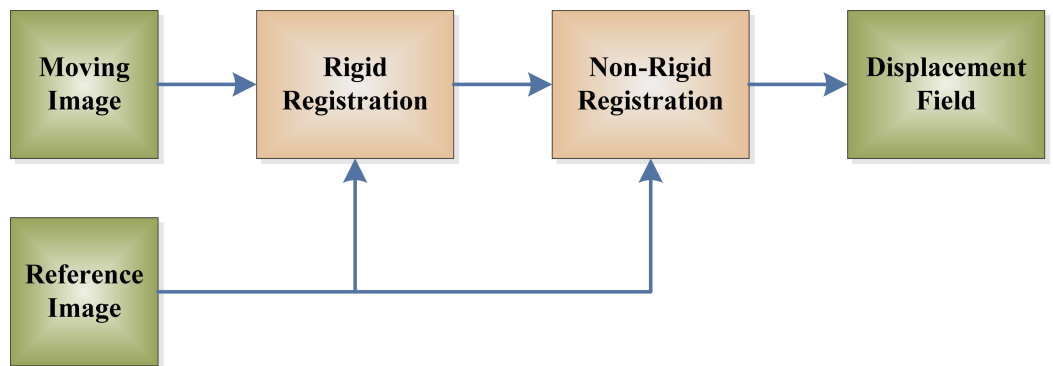 Moving
Image
Rigid
Registration
Non-Rigid
Registration
Displacement
Field
Reference
Image